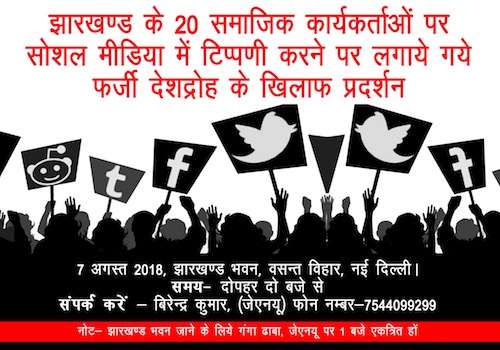 झारखण्ड के 20 समाजिक कार्यकर्ताओं पर
सोशल मीडिया में टिप्पणी करने पर लगाये गये
फर्जी देशद्रोह के खिलाफ प्रदर्शन
7 अगस्त 2018, झारखण्ड भवन, वसन्त विहार, नई दिल्ली।
समय- दोपहर दो बजे से
संपर्क करें – बिरेन्द्र कुमार, (जेएनयू) फोन नम्बर–7544099299
नोट– झारखण्ड भवन जाने के लिये गंगा ढाबा, जेएनयू पर 1 बजे एकत्रित हों